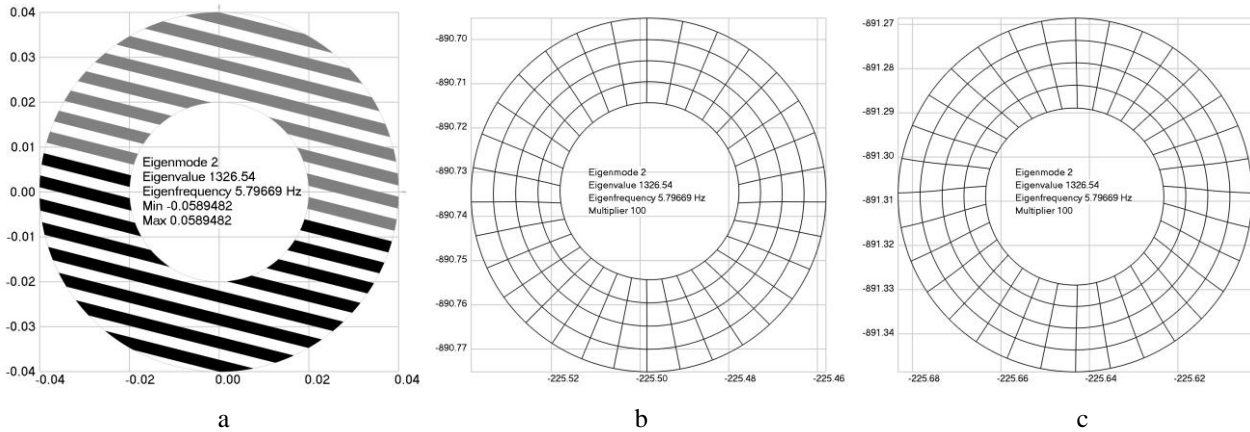 0.04
0.03
0.02
0.01
0.00
-0.01
-0.02
-0.03
-0.04
-0.04
-0.02
0.00
0.02
0.04
Eigenmode 2
Eigenvalue 1326.54
Eigenfrequency 5.79669 Hz
Min -0.0589482
Max 0.0589482
a
-890.70
-890.71
-890.72
-890.73
-890.74
-890.75
-890.76
-890.77
-225.52
-225.50
-225.48
-225.46
Eigenmode 2
Eigenvalue 1326.54
Eigenfrequency 5.79669 Hz
Multiplier 100
b
-891.27
-891.28
-891.29
-891.30
-891.31
-891.32
-891.33
-891.34
-225.68
-225.66
-225.64
-225.62
Eigenmode 2
Eigenvalue 1326.54
Eigenfrequency 5.79669 Hz
Multiplier 100
c